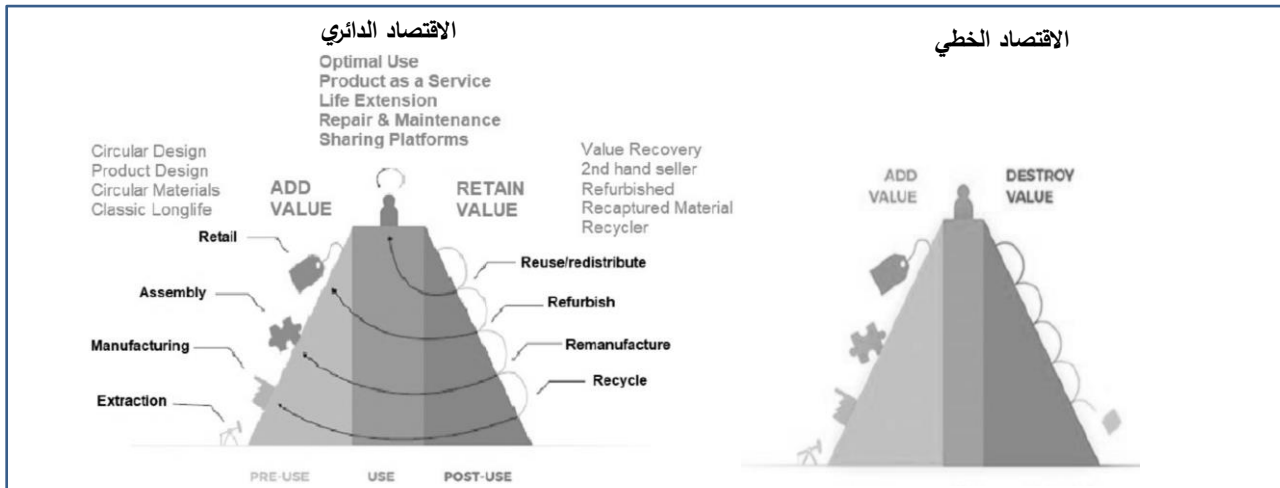 الاقتصاد الدائري
Optimal Use
Product as a Service
Life Extension
Repair & Maintenance
Sharing Platforms
Circular Design
Product Design
Circular Materials
Classic Longlife
ADD
VALUE
RETAIN
VALUE
Value Recovery
2nd hand seller
Refurbished
Recaptured Material
Recycler
Retail
Assembly
Manufacturing
Extraction
Reuse/redistribute
Refurbish
Remanufacture
Recycle
PRE-USE
USE
POST-USE
الاقتصاد الخطي
ADD
VALUE
DESTROY
VALUE